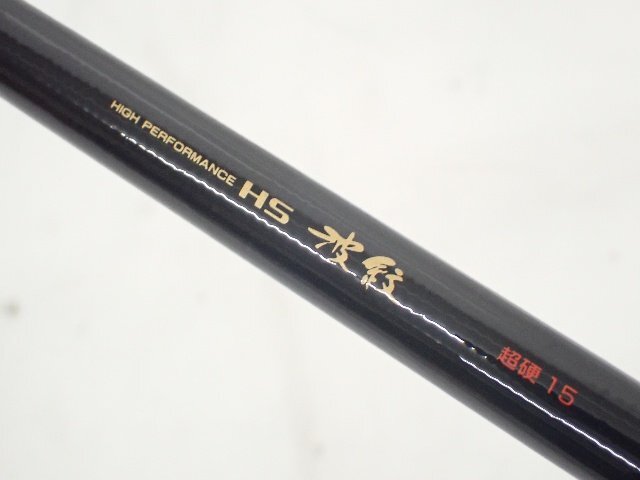 HIGH PERFORMANCE HS 波紋 超硬 15